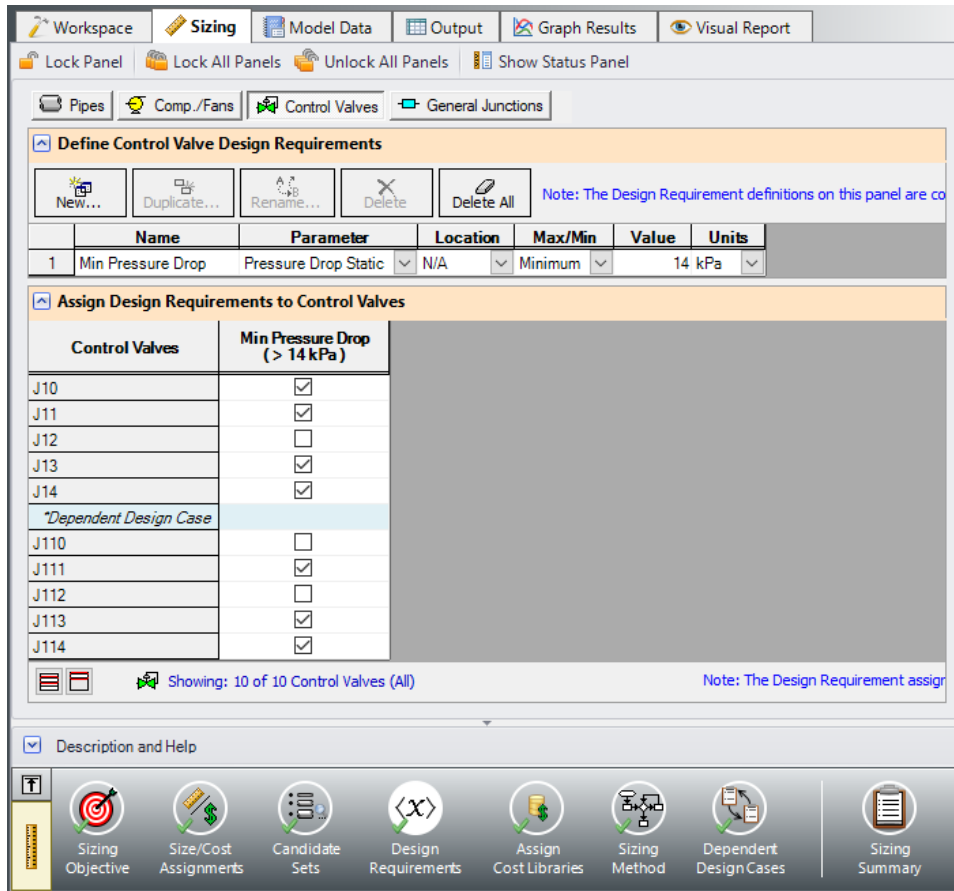 Workspace Sizing Model Data Output Graph Results Visual Report
Lock Panel Lock All Panels Unlock All Panels Show Status Panel
Pipes Comp./Fans Control Valves General Junctions
Define Control Valve Design Requirements
New... Duplicate... Rename... Delete Delete All Note: The Design Requirement definitions on this panel are co
Name Parameter Location Max/Min Value Units
1 Min Pressure Drop Pressure Drop Static N/A Minimum 14 kPa
Assign Design Requirements to Control Valves
Control Valves Min Pressure Drop
( > 14 kPa )
J10
J11
J12
J13
J14
*Dependent Design Case
J110
J111
J112
J113
J114
Showing: 10 of 10 Control Valves (All) Note: The Design Requirement assigr
Description and Help
Sizing Size/Cost Candidate Design Assign Sizing Dependent Sizing
Objective Assignments Sets Requirements Cost Libraries Method Design Cases Summary